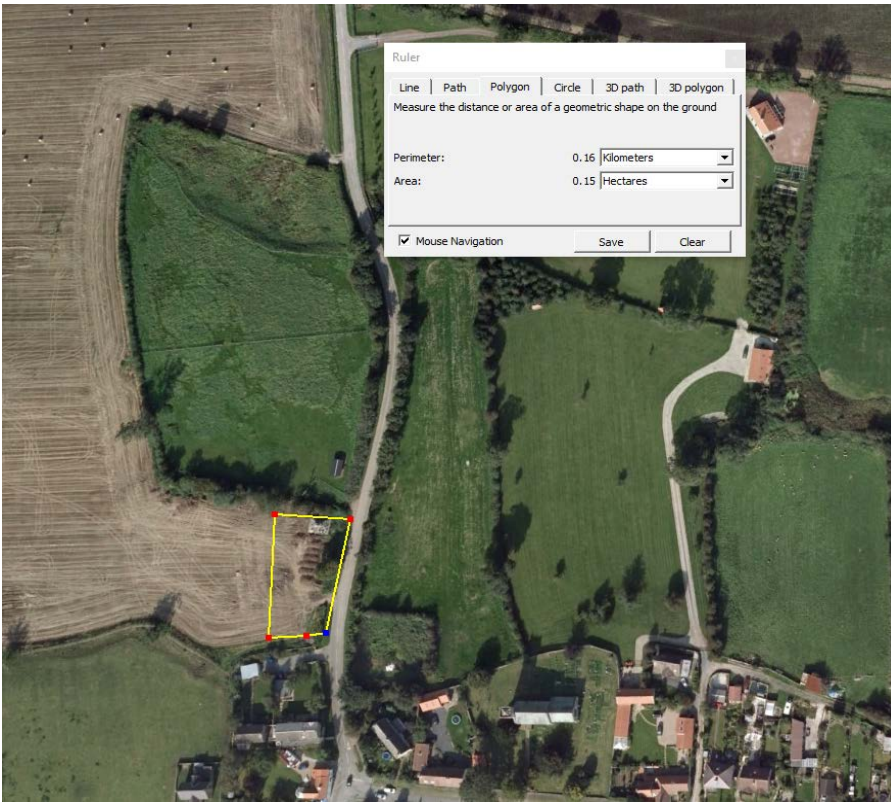 Ruler
Line Path Polygon Circle 3D path 3D polygon
Measure the distance or area of a geometric shape on the ground
Perimeter: 0.16 Kilometers
Area: 0.15 Hectares
Mouse Navigation Save Clear